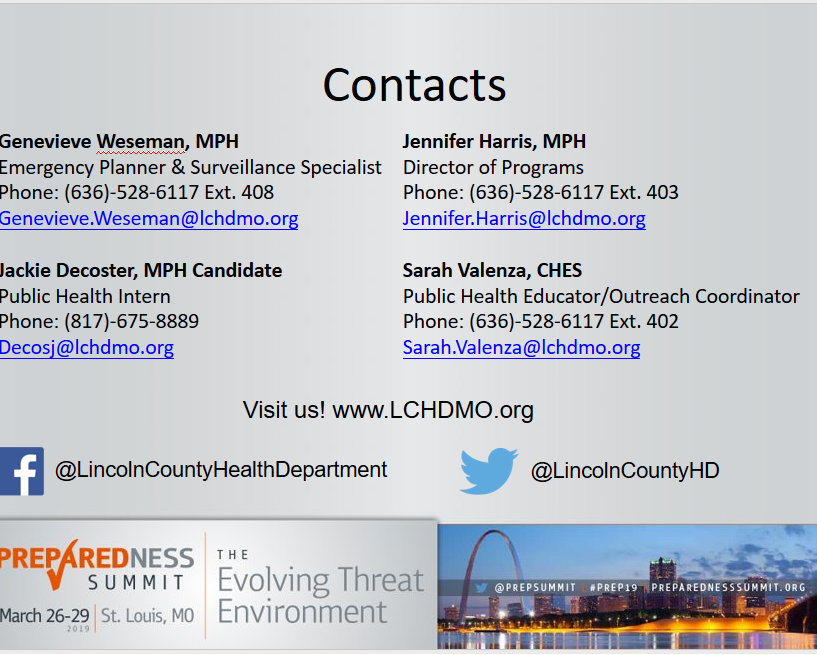 Contacts
Genevieve Weseman, MPH
Emergency Planner & Surveillance Specialist
Phone: (636)-528-6117 Ext. 408
Genevieve.Weseman@lchdmo.org
Jennifer Harris, MPH
Director of Programs
Phone: (636)-528-6117 Ext. 403
Jennifer.Harris@lchdmo.org
Jackie Decoster, MPH Candidate
Public Health Intern
Phone: (817)-675-8889
Decosj@lchdmo.org
Sarah Valenza, CHES
Public Health Educator/Outreach Coordinator
Phone: (636)-528-6117 Ext. 402
Sarah.Valenza@lchdmo.org
Visit us! www.LCHDMO.org
@LincolnCountyHealthDepartment
@LincolnCountyHD
PREPAREDNESS
SUMMIT
March 26-29 St. Louis, MO
2019
THE
Evolving Threat
Environment
@PREPSUMMIT #PREP19 PREPAREDNESSSUMMIT.ORG